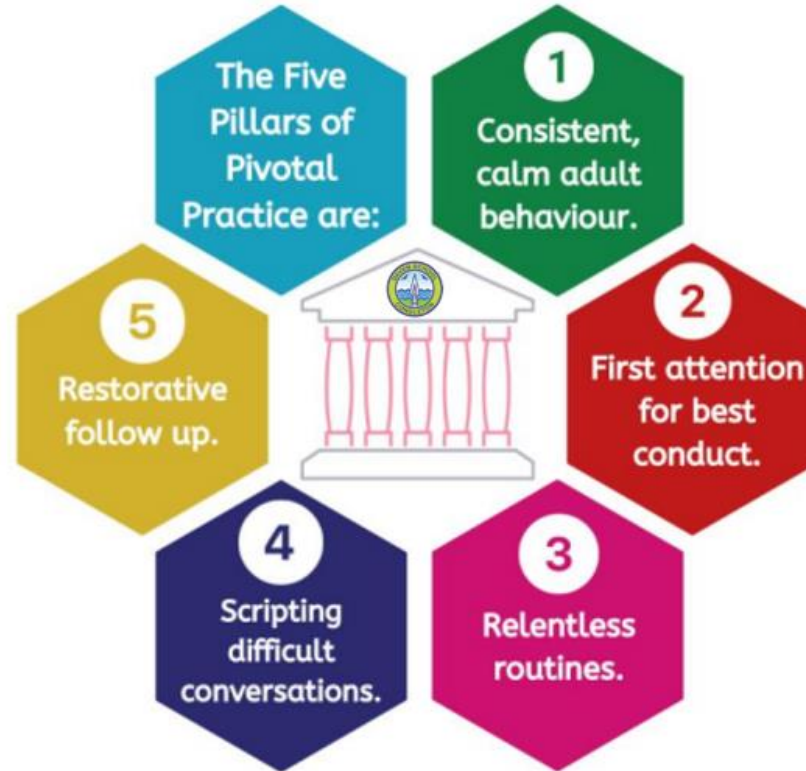 The Five
Pillars of
Pivotal
Practice are:
1
Consistent,
calm adult
behaviour.
2
First attention
for best
conduct.
3
Relentless
routines.
4
Scripting
difficult
conversations.
5
Restorative
follow up.